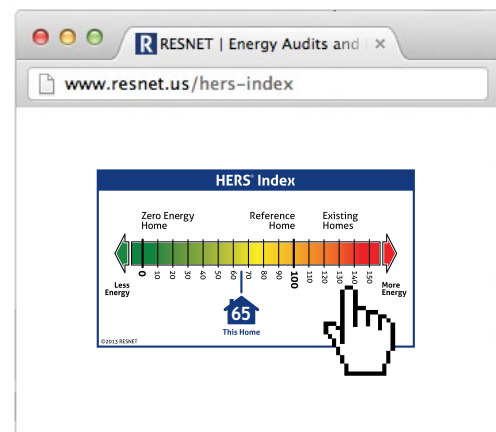 R RESNET | Energy Audits and
www.resnet.us/hers-index
HERS® Index
Zero Energy Home
Reference Home
Existing Homes
0 10 20 30 40 50 60 70 80 90 100 110 120 130 140 150
Less Energy
More Energy
65
This Home
©2013 RESNET